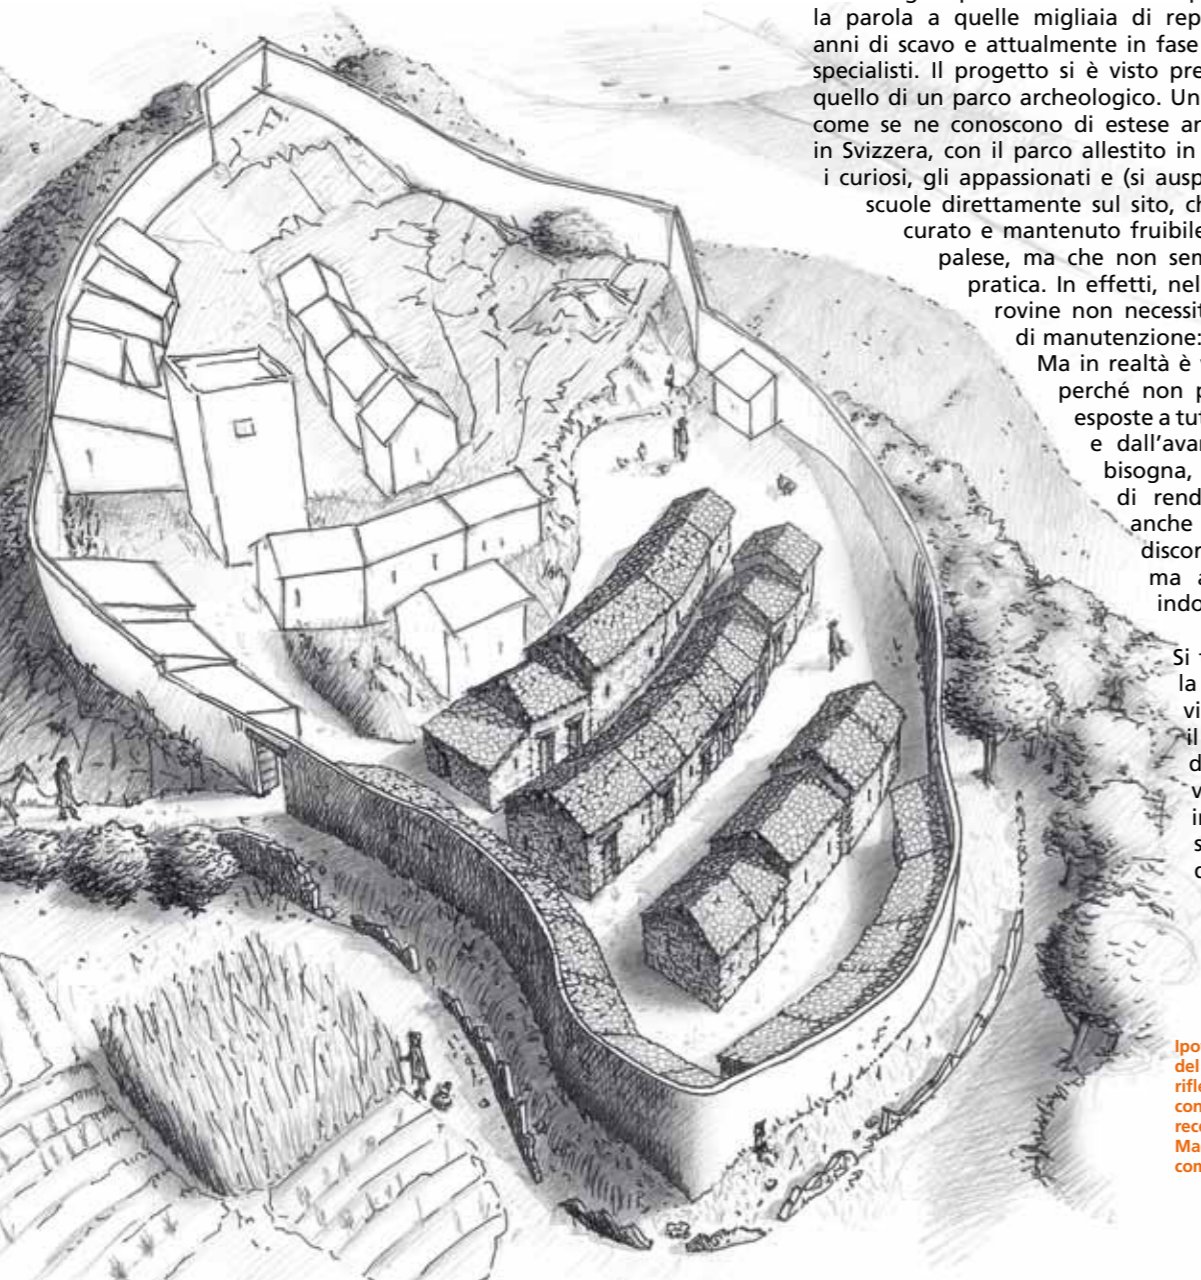 la parola a quelle migliaia di rep
anni di scavo e attualmente in fase
specialisti. Il progetto si è visto pre
quello di un parco archeologico. Un
come se ne conoscono di estese ar
in Svizzera, con il parco allestito in
i curiosi, gli appassionati e (si ausp
scuole direttamente sul sito, ch
curato e mantenuto fruibile
palese, ma che non sem
pratica. In effetti, nel
rovine non necessit
di manutenzione:
Ma in realtà è
perché non p
esposte a tut
e dall'avan
bisogna,
di rend
anche
discor
ma a
indo
Si
la
vi
il
d
v
i
s
c
Ipo
del
rifle
con
rec
Ma
con